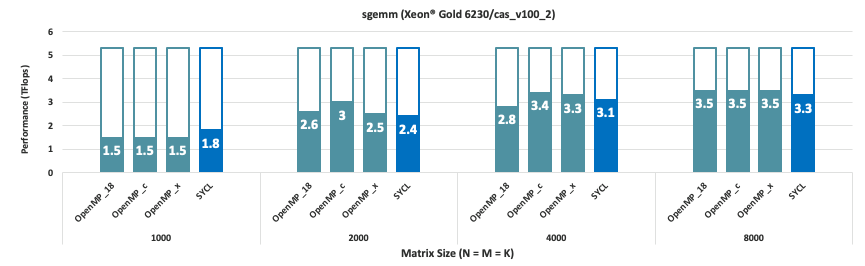 sgemm (Xeon® Gold 6230/cas_v100_2)
Performance (TFlops)
6
5
4
3
2
1
0
1.5 1.5 1.5 1.8
2.6 3 2.5 2.4
2.8 3.4 3.3 3.1
3.5 3.5 3.5 3.3
OpenMP_18 OpenMP_c OpenMP_x SYCL
OpenMP_18 OpenMP_c OpenMP_x SYCL
OpenMP_18 OpenMP_c OpenMP_x SYCL
OpenMP_18 OpenMP_c OpenMP_x SYCL
1000 2000 4000 8000
Matrix Size (N = M = K)